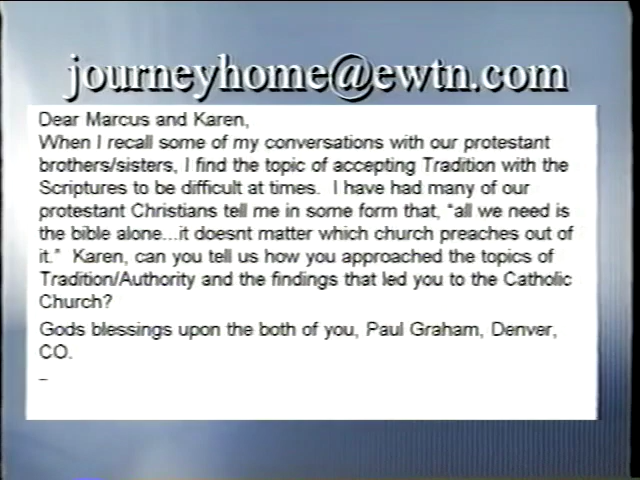 journeyhome@ewtn.com
Dear Marcus and Karen,
When I recall some of my conversations with our protestant
brothers/sisters, I find the topic of accepting Tradition with the
Scriptures to be difficult at times.  I have had many of our
protestant Christians tell me in some form that, "all we need is
the bible alone...it doesnt matter which church preaches out of
it."  Karen, can you tell us how you approached the topics of
Tradition/Authority and the findings that led you to the Catholic
Church?
Gods blessings upon the both of you, Paul Graham, Denver,
CO.
–